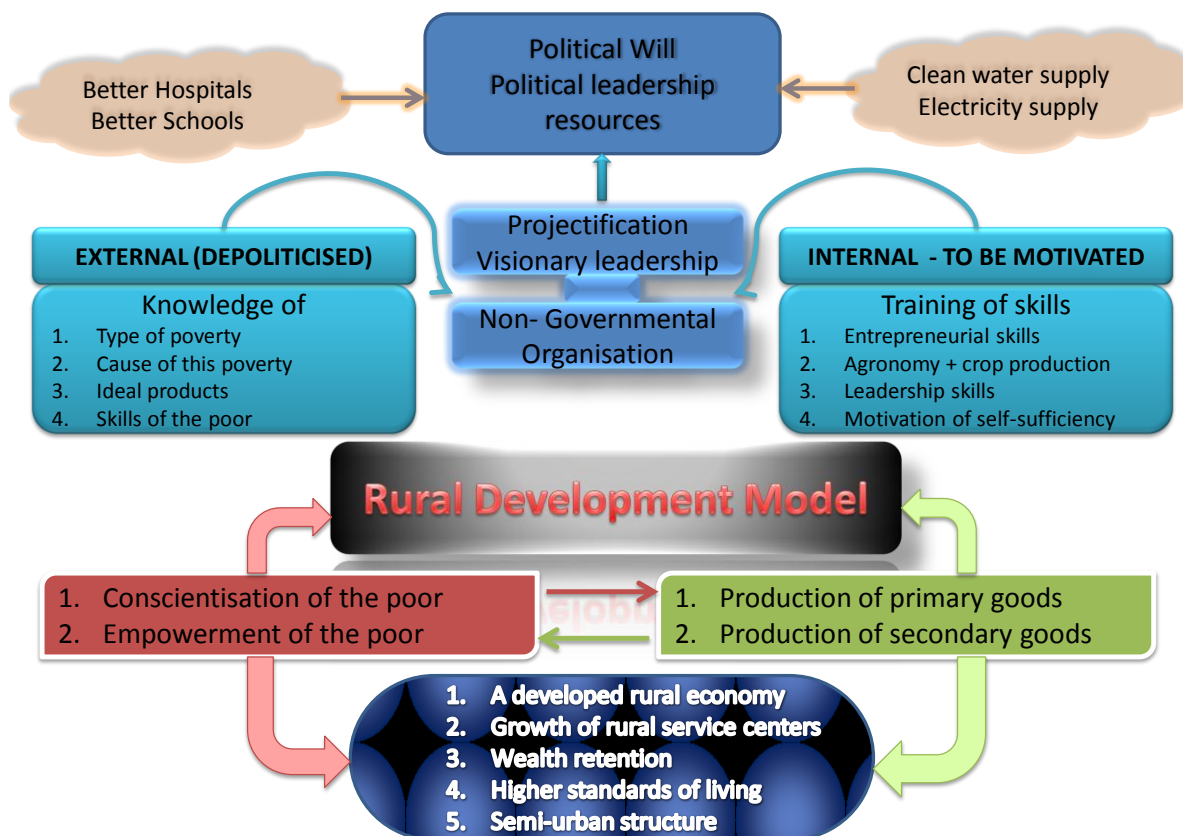 Political Will
Political leadership
resources
Better Hospitals
Better Schools
Clean water supply
Electricity supply
Projectification
Visionary leadership
Non- Governmental
Organisation
EXTERNAL (DEPOLITICISED)
Knowledge of
1. Type of poverty
2. Cause of this poverty
3. Ideal products
4. Skills of the poor
INTERNAL - TO BE MOTIVATED
Training of skills
1. Entrepreneurial skills
2. Agronomy + crop production
3. Leadership skills
4. Motivation of self-sufficiency
Rural Development Model
1. Conscientisation of the poor
2. Empowerment of the poor
1. Production of primary goods
2. Production of secondary goods
1. A developed rural economy
2. Growth of rural service centers
3. Wealth retention
4. Higher standards of living
5. Semi-urban structure